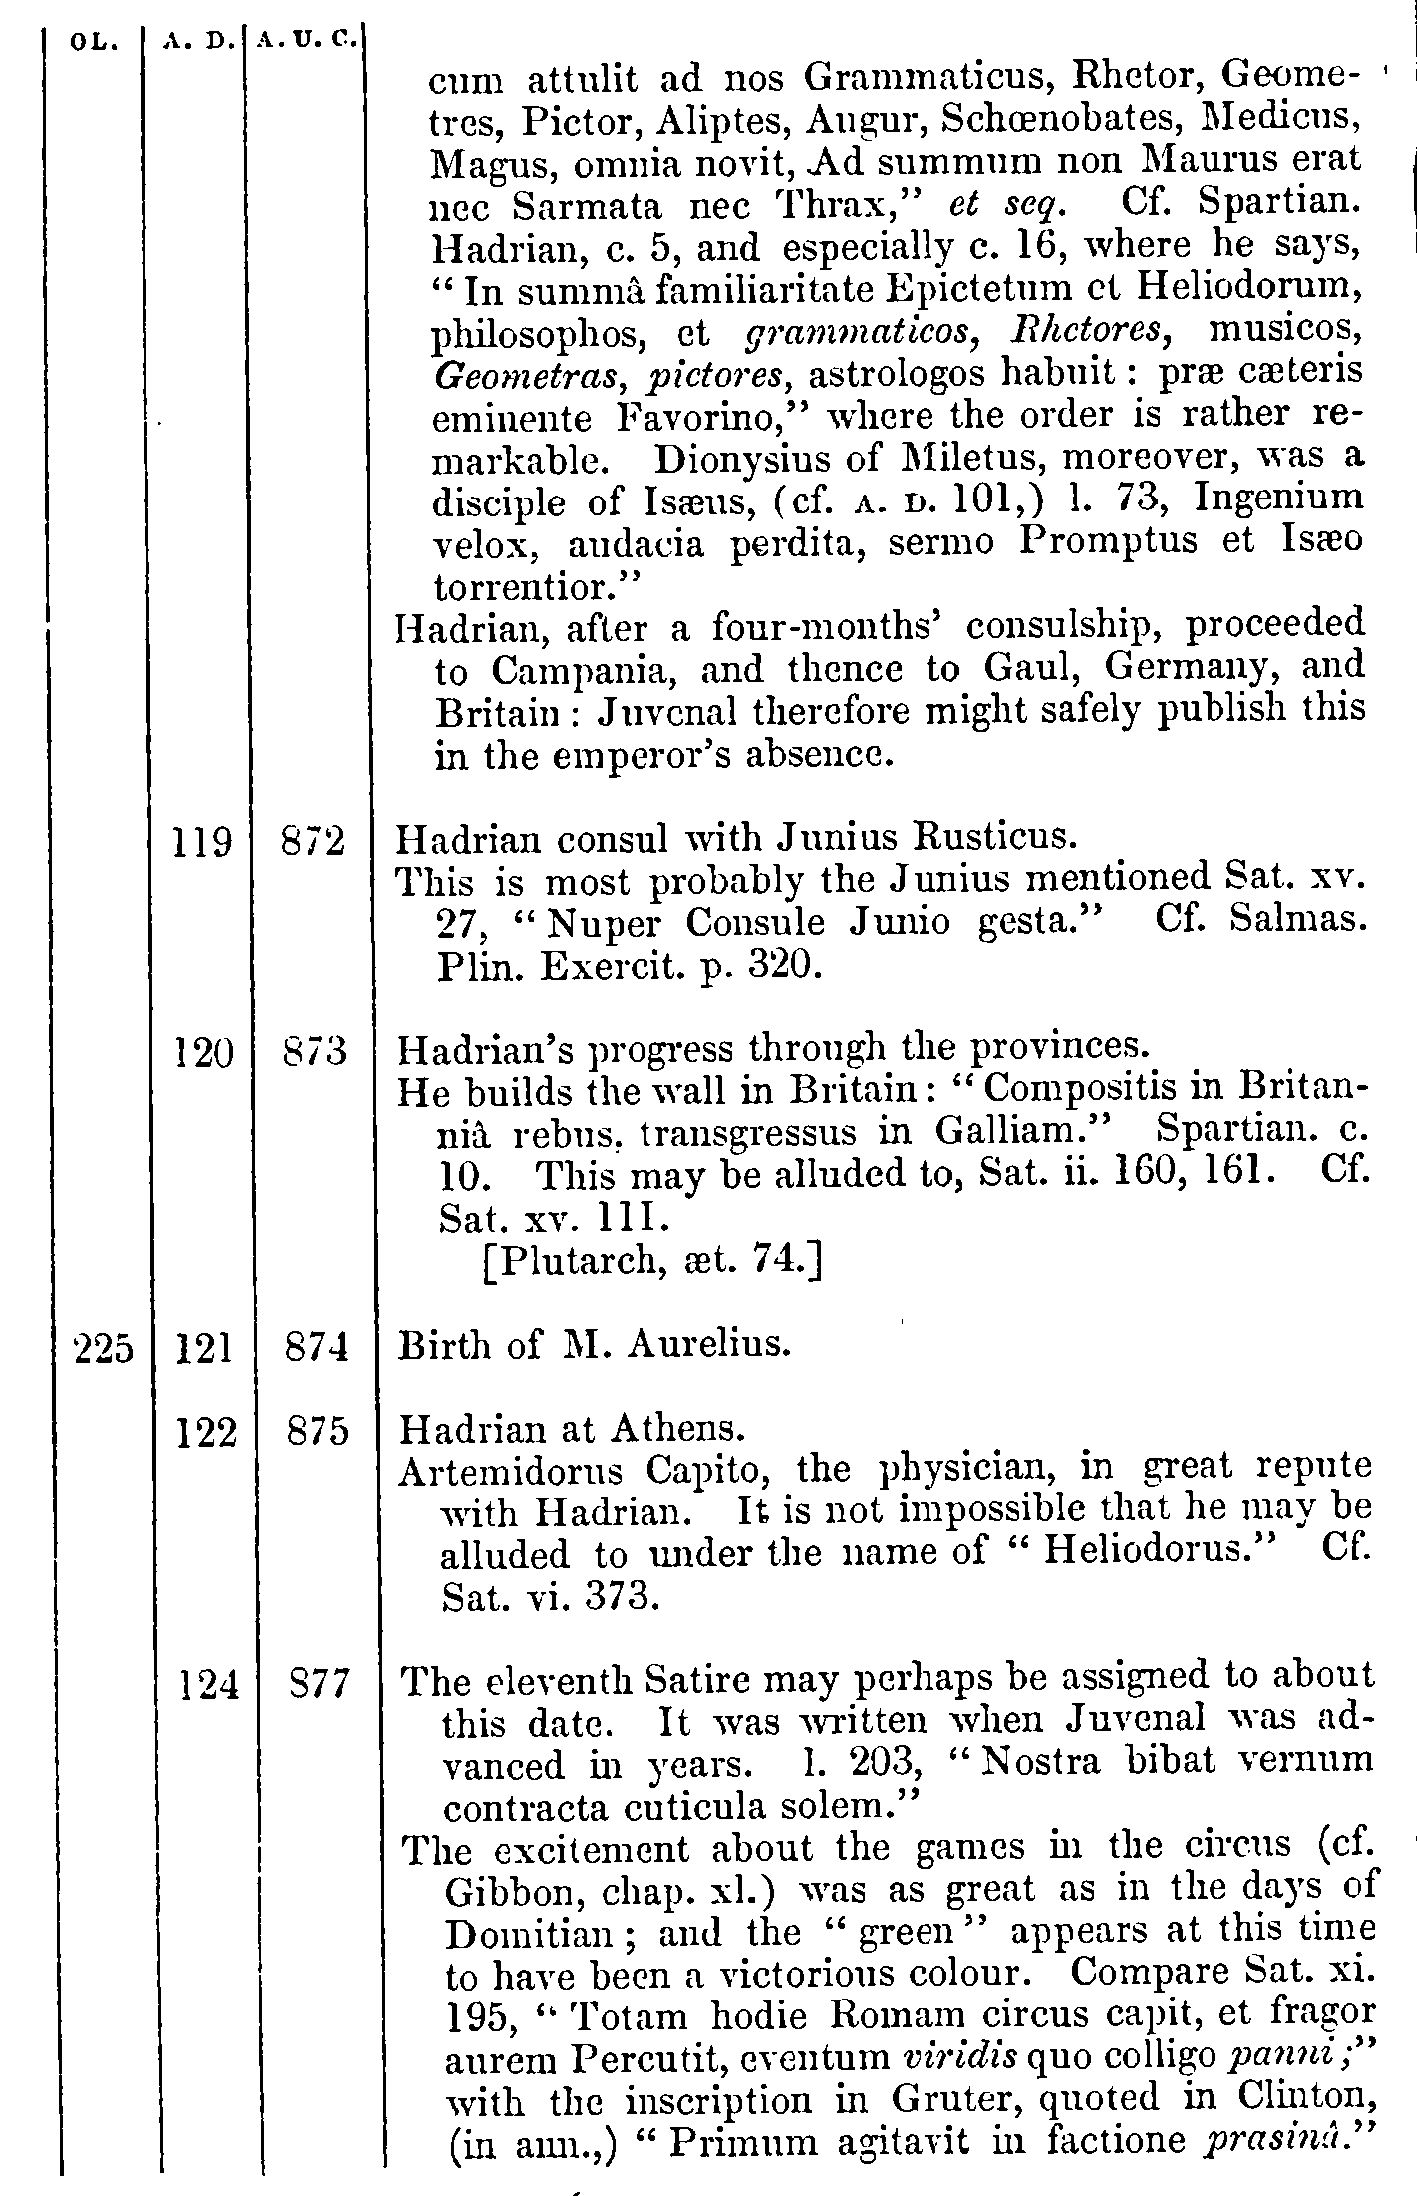 OL. A. D. A. U. C.
cum attulit ad nos Grammaticus, Rhetor, Geome-
tres, Pictor, Aliptes, Augur, Schœnobates, Medicus,
Magus, omnia novit, Ad summum non Maurus erat
nec Sarmata nec Thrax,” et seq. Cf. Spartian.
Hadrian, c. 5, and especially c. 16, where he says,
“ In summâ familiaritate Epictetum et Heliodorum,
philosophos, et grammaticos, Rhetores, musicos,
Geometras, pictores, astrologos habuit : præ cæteris
eminente Favorino,” where the order is rather re-
markable. Dionysius of Miletus, moreover, was a
disciple of Isæus, (cf. A. D. 101,) l. 73, Ingenium
velox, audacia perdita, sermo Promptus et Isæo
torrentior.”
Hadrian, after a four-months’ consulship, proceeded
to Campania, and thence to Gaul, Germany, and
Britain : Juvenal therefore might safely publish this
in the emperor’s absence.
119 872 Hadrian consul with Junius Rusticus.
This is most probably the Junius mentioned Sat. xv.
27, “ Nuper Consule Junio gesta.” Cf. Salmas.
Plin. Exercit. p. 320.
120 873 Hadrian’s progress through the provinces.
He builds the wall in Britain : “ Compositis in Britan-
niâ rebus, transgressus in Galliam.” Spartian. c.
10. This may be alluded to, Sat. ii. 160, 161. Cf.
Sat. xv. 111.
[Plutarch, æt. 74.]
225 121 874 Birth of M. Aurelius.
122 875 Hadrian at Athens.
Artemidorus Capito, the physician, in great repute
with Hadrian. It is not impossible that he may be
alluded to under the name of “ Heliodorus.” Cf.
Sat. vi. 373.
124 877 The eleventh Satire may perhaps be assigned to about
this date. It was written when Juvenal was ad-
vanced in years. l. 203, “ Nostra bibat vernum
contracta cuticula solem.”
The excitement about the games in the circus (cf.
Gibbon, chap. xl.) was as great as in the days of
Domitian ; and the “ green ” appears at this time
to have been a victorious colour. Compare Sat. xi.
195, “ Totam hodie Romam circus capit, et fragor
aurem Percutit, eventum viridis quo colligo panni ;”
with the inscription in Gruter, quoted in Clinton,
(in ann.,) “ Primum agitavit in factione prasinâ.”